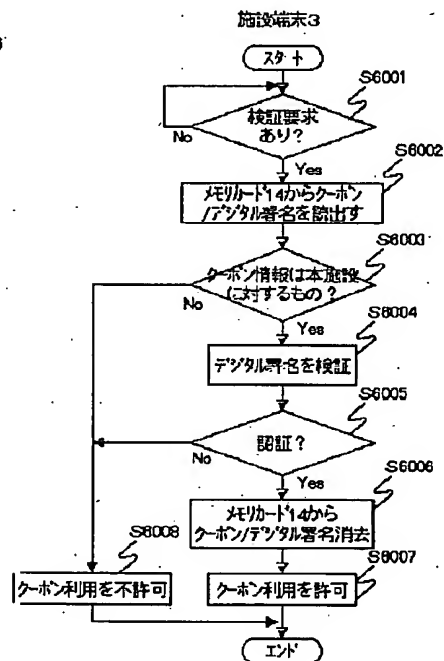 施設端末3
スタート
S6001
検証要求
あり?
No
Yes
S6002
メモリカード14からクーポン
/デジタル署名を読出す
S6003
クーポン情報は本施設
に対するもの?
No
Yes
S6004
デジタル署名を検証
S6005
認証?
No
Yes
S6006
メモリカード14から
クーポン/デジタル署名消去
S6008
クーポン利用を不許可
S6007
クーポン利用を許可
エンド